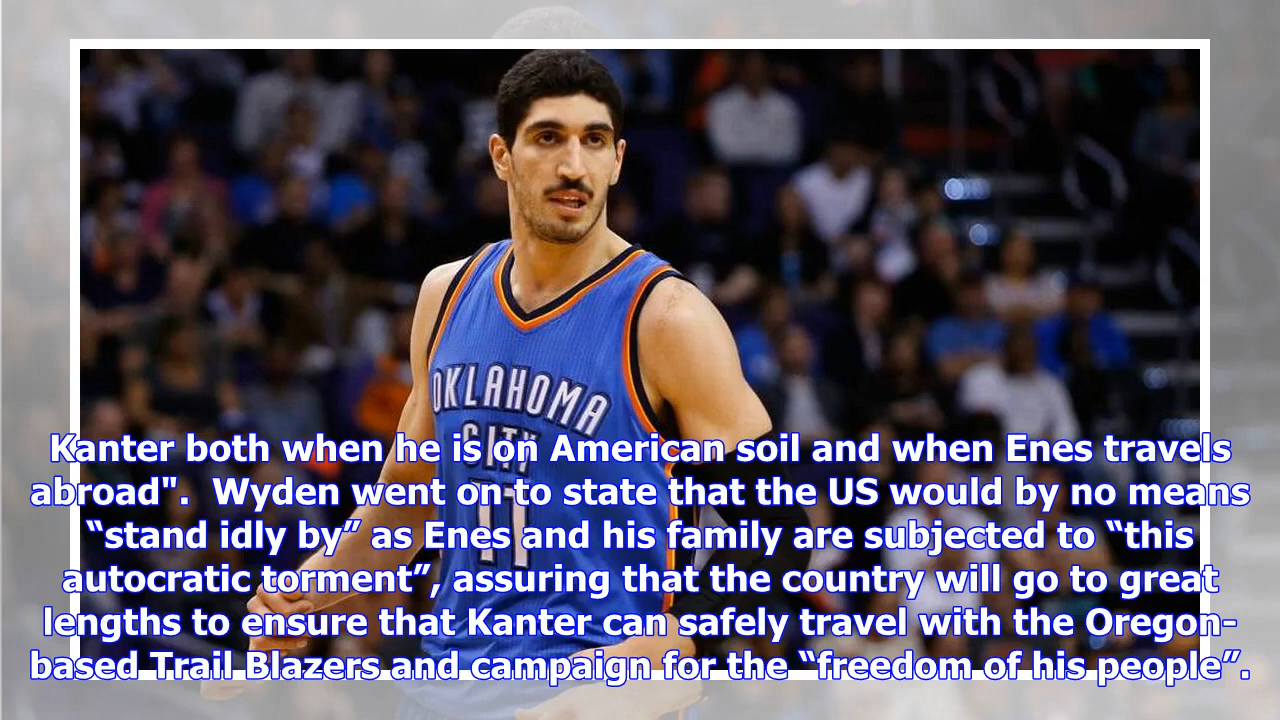 OKLAHOMA
CITY
11
Kanter both when he is on American soil and when Enes travels
abroad".  Wyden went on to state that the US would by no means
“stand idly by” as Enes and his family are subjected to “this
autocratic torment”, assuring that the country will go to great
lengths to ensure that Kanter can safely travel with the Oregon-
based Trail Blazers and campaign for the “freedom of his people”.